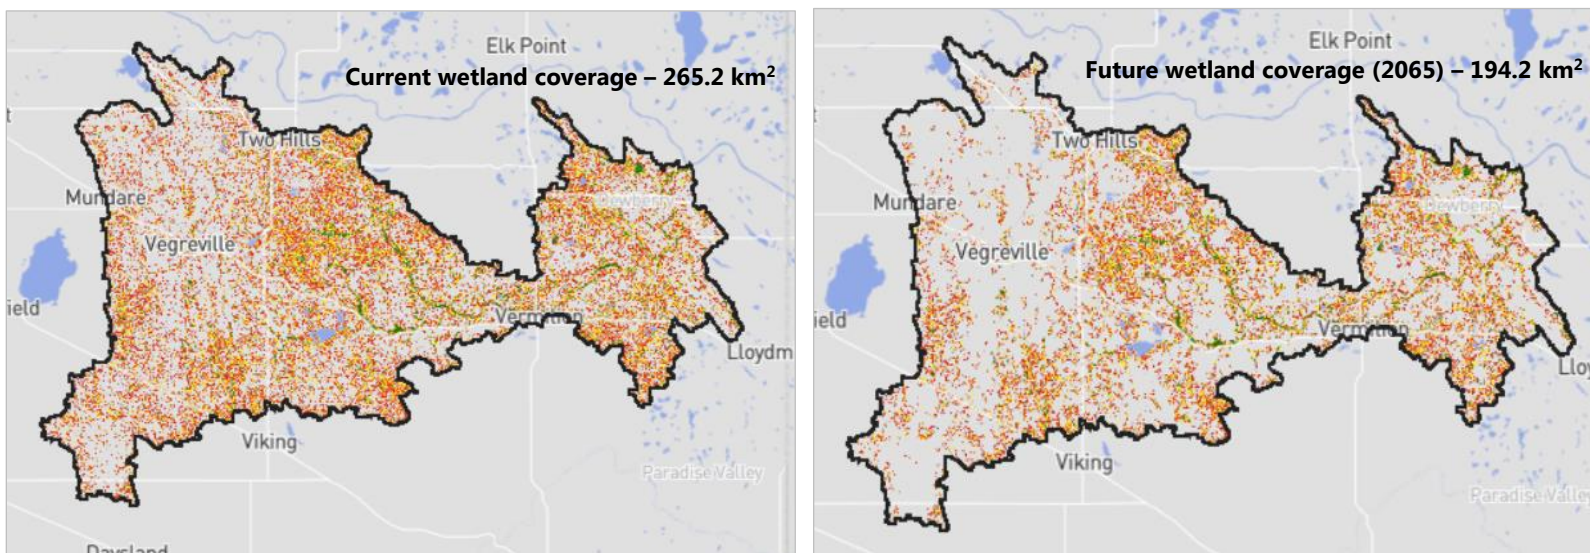 Elk Point
Current wetland coverage – 265.2 km2
t
Two Hills
Mundare
Dewberry
Vegreville
ield
Vermilion
Lloydm
Viking
Paradise Valley
Daysland
Elk Point
Future wetland coverage (2065) – 194.2 km2
t
Two Hills
Mundare
Dewberry
Vegreville
ield
Vermilion
Lloy
Viking
Paradise Valley